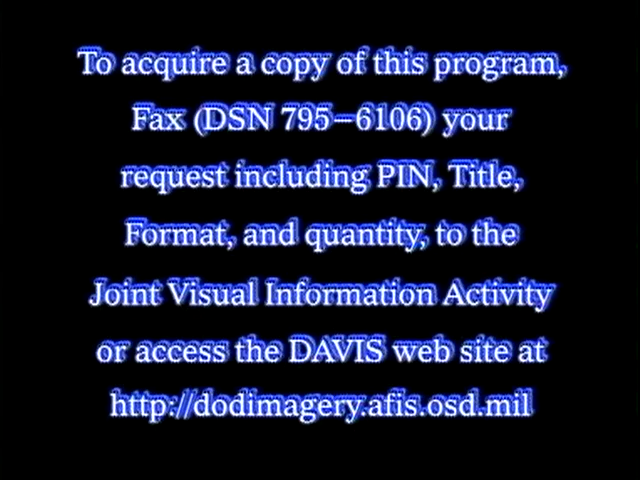 To acquire a copy of this program,
Fax (DSN 795-6106) your
request including PIN, Title,
Format, and quantity, to the
Joint Visual Information Activity
or access the DAVIS web site at
http://dodimagery.afis.osd.mil